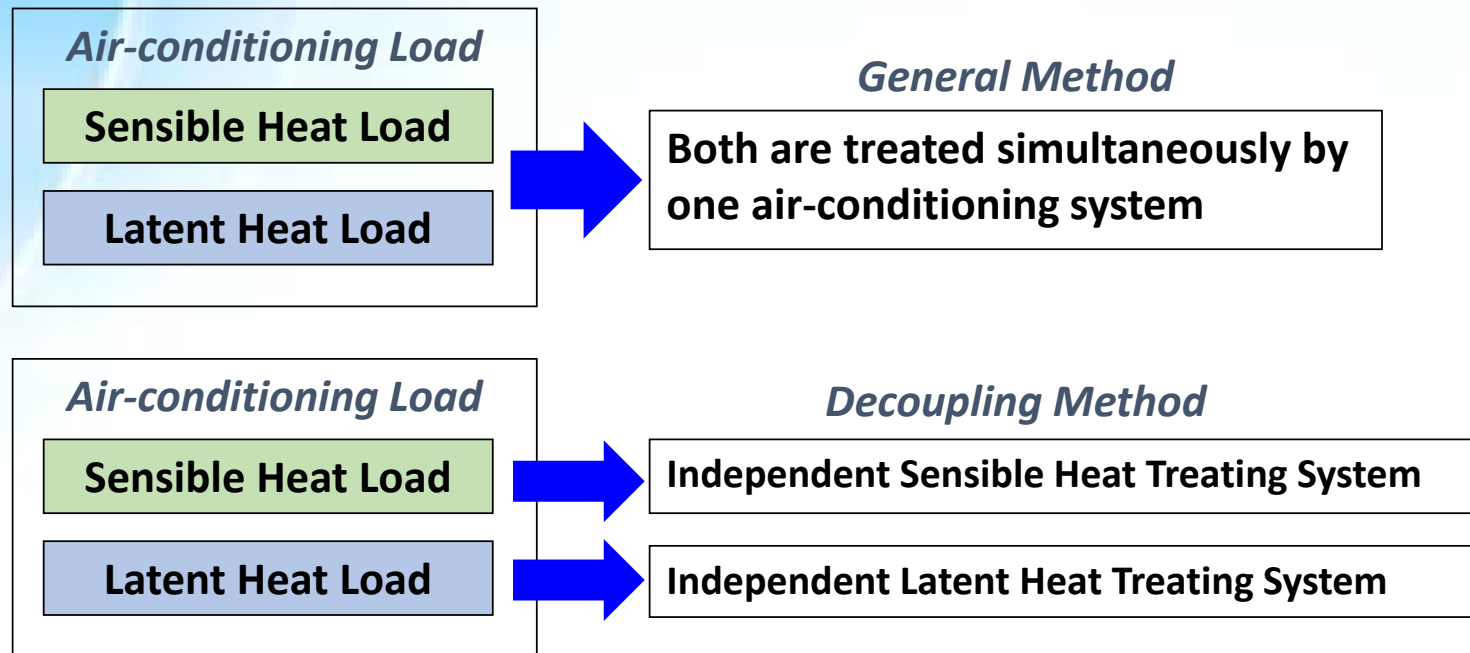 Air-conditioning Load
Sensible Heat Load
Latent Heat Load
General Method
Both are treated simultaneously by
one air-conditioning system
Air-conditioning Load
Sensible Heat Load
Latent Heat Load
Decoupling Method
Independent Sensible Heat Treating System
Independent Latent Heat Treating System